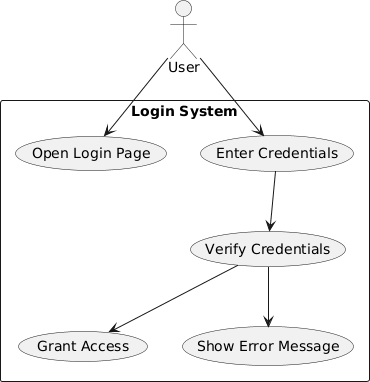 User
Login System
Open Login Page
Enter Credentials
Verify Credentials
Grant Access
Show Error Message